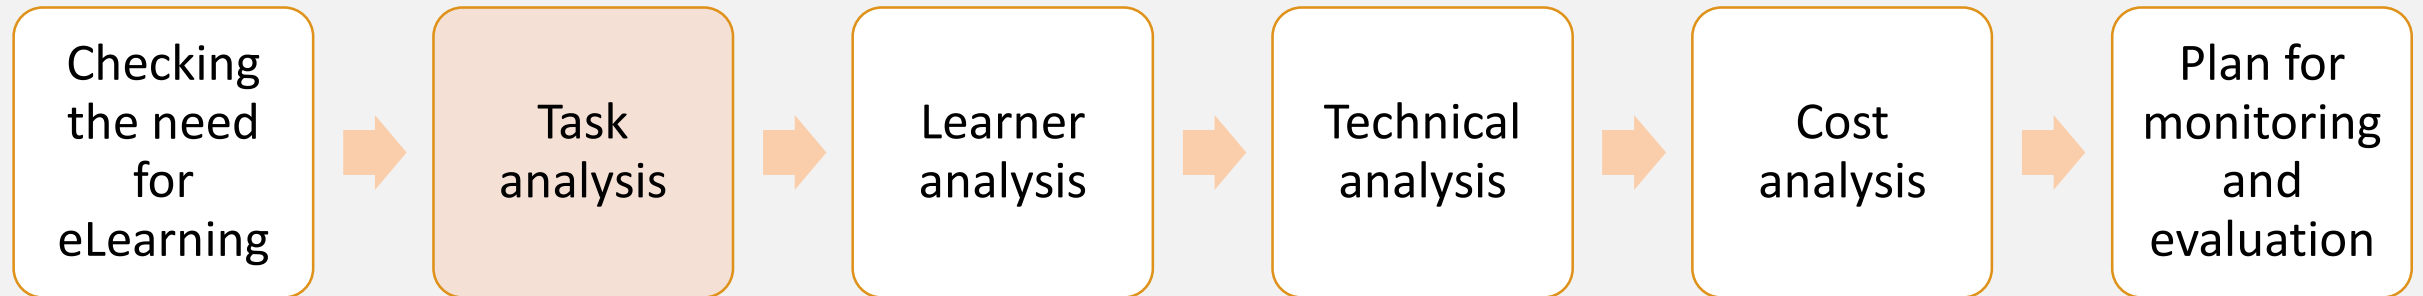 Checking
the need
for
eLearning
Task
analysis
Learner
analysis
Technical
analysis
Cost
analysis
Plan for
monitoring
and
evaluation